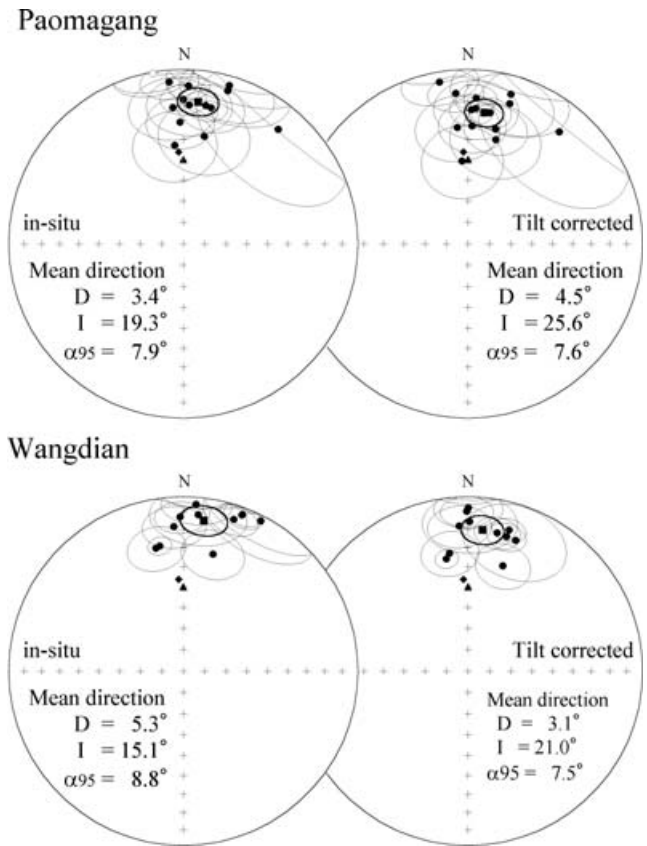 Paomagang
N
in-situ
Mean direction
D = 3.4°
I = 19.3°
α95 = 7.9°
N
Tilt corrected
Mean direction
D = 4.5°
I = 25.6°
α95 = 7.6°
Wangdian
N
in-situ
Mean direction
D = 5.3°
I = 15.1°
α95 = 8.8°
N
Tilt corrected
Mean direction
D = 3.1°
I = 21.0°
α95 = 7.5°